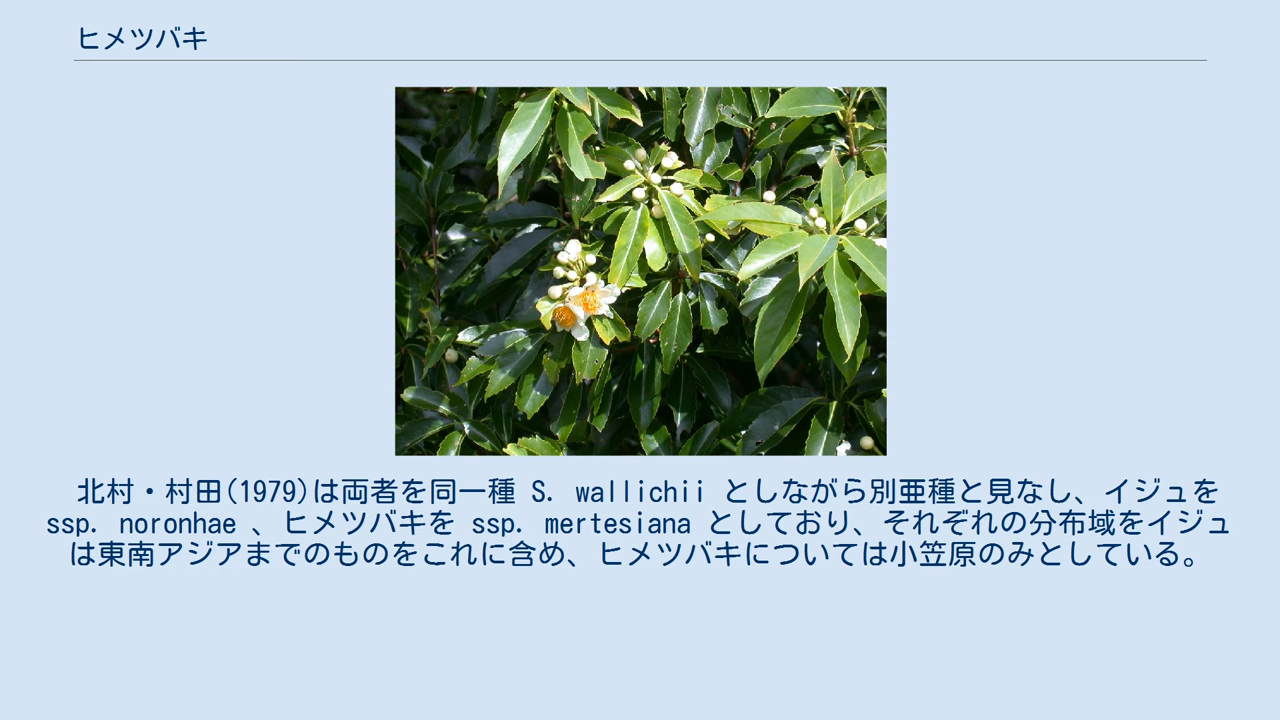 ヒメツバキ
北村・村田(1979)は両者を同一種 S. wallichii としながら別亜種と見なし、イジュを
ssp. noronhae 、ヒメツバキを ssp. mertesiana としており、それぞれの分布域をイジュ
は東南アジアまでのものをこれに含め、ヒメツバキについては小笠原のみとしている。